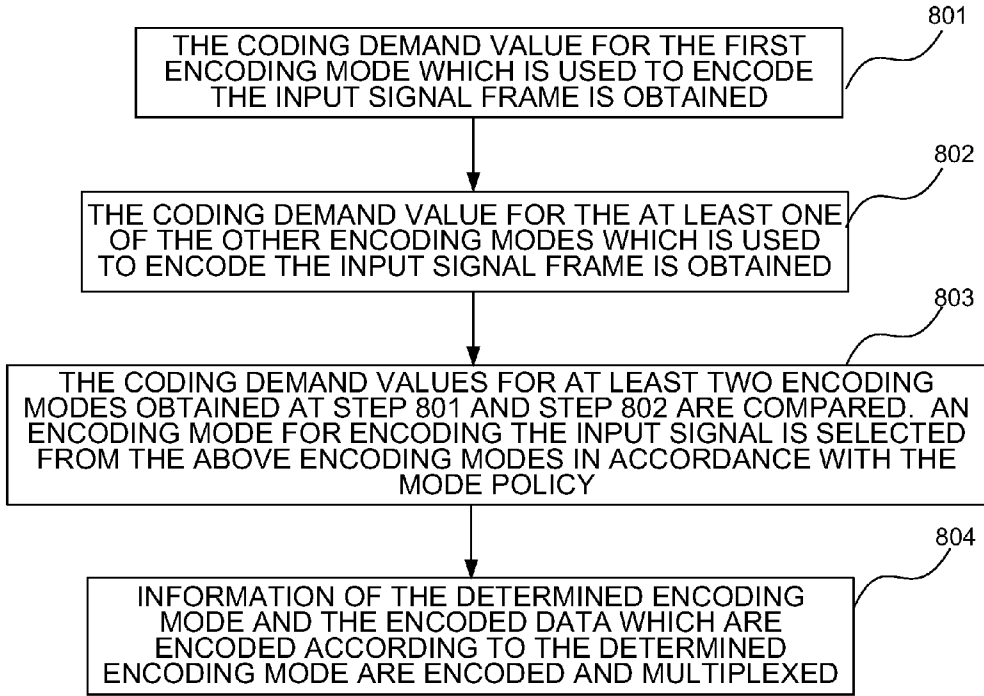 801
THE CODING DEMAND VALUE FOR THE FIRST
ENCODING MODE WHICH IS USED TO ENCODE
THE INPUT SIGNAL FRAME IS OBTAINED
802
THE CODING DEMAND VALUE FOR THE AT LEAST ONE
OF THE OTHER ENCODING MODES WHICH IS USED
TO ENCODE THE INPUT SIGNAL FRAME IS OBTAINED
803
THE CODING DEMAND VALUES FOR AT LEAST TWO ENCODING
MODES OBTAINED AT STEP 801 AND STEP 802 ARE COMPARED. AN
ENCODING MODE FOR ENCODING THE INPUT SIGNAL IS SELECTED
FROM THE ABOVE ENCODING MODES IN ACCORDANCE WITH THE
MODE POLICY
804
INFORMATION OF THE DETERMINED ENCODING
MODE AND THE ENCODED DATA WHICH ARE
ENCODED ACCORDING TO THE DETERMINED
ENCODING MODE ARE ENCODED AND MULTIPLEXED